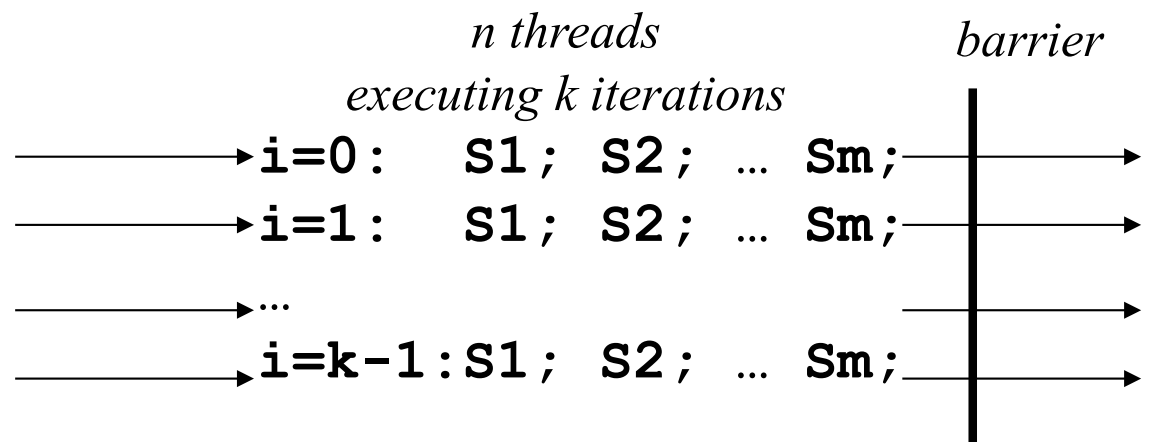 n threads
barrier
executing k iterations
i=0: S1; S2; … Sm;
i=1: S1; S2; … Sm;
…
i=k-1:S1; S2; … Sm;